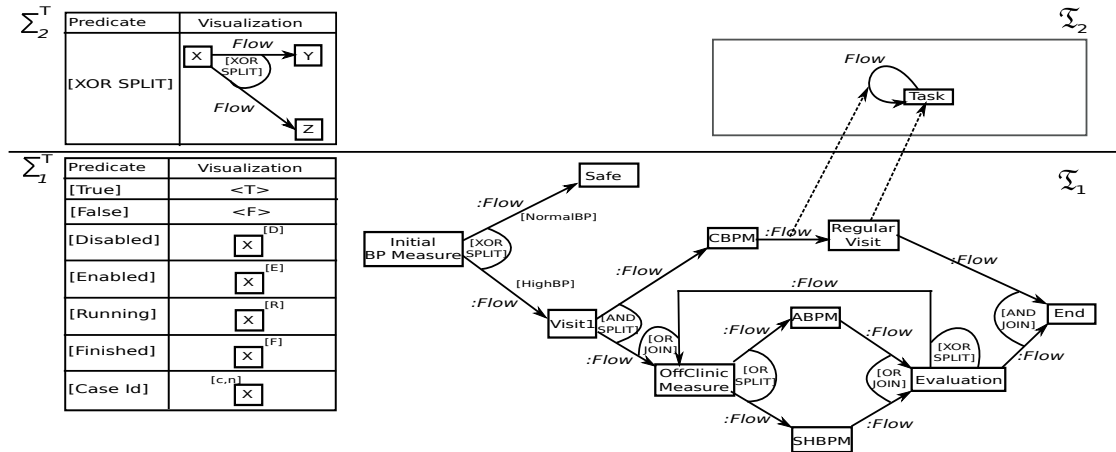 Σ₂ᵀ
Predicate Visualization
[XOR SPLIT]
Flow
X
Y
[XOR
SPLIT]
Flow
Z
𝔗₂
Flow
Task
Σ₁ᵀ
Predicate Visualization
[True] <T>
[False] <F>
[Disabled] X [D]
[Enabled] X [E]
[Running] X [R]
[Finished] X [F]
[Case Id] [c,n] X
𝔗₁
Safe
:Flow
[NormalBP]
Initial
BP Measure
[XOR
SPLIT]
[HighBP]
:Flow
Visit1
:Flow
CBPM
:Flow
Regular
Visit
:Flow
[AND
SPLIT]
:Flow
[OR
JOIN]
:Flow
OffClinic
Measure
:Flow
ABPM
:Flow
[OR
SPLIT]
:Flow
SHBPM
:Flow
[OR
JOIN]
Evaluation
[XOR
SPLIT]
[AND
JOIN]
:Flow
End